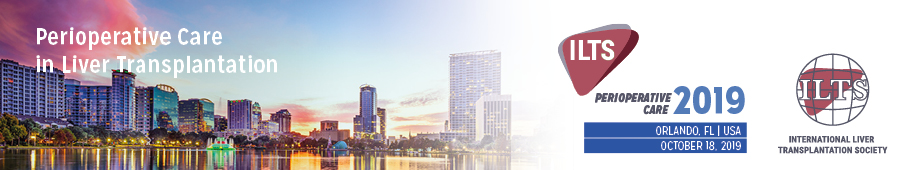 Perioperative Care
in Liver Transplantation
ILTS
PERIOPERATIVE
CARE
2019
ORLANDO, FL | USA
OCTOBER 18, 2019
ILTS
INTERNATIONAL LIVER
TRANSPLANTATION SOCIETY